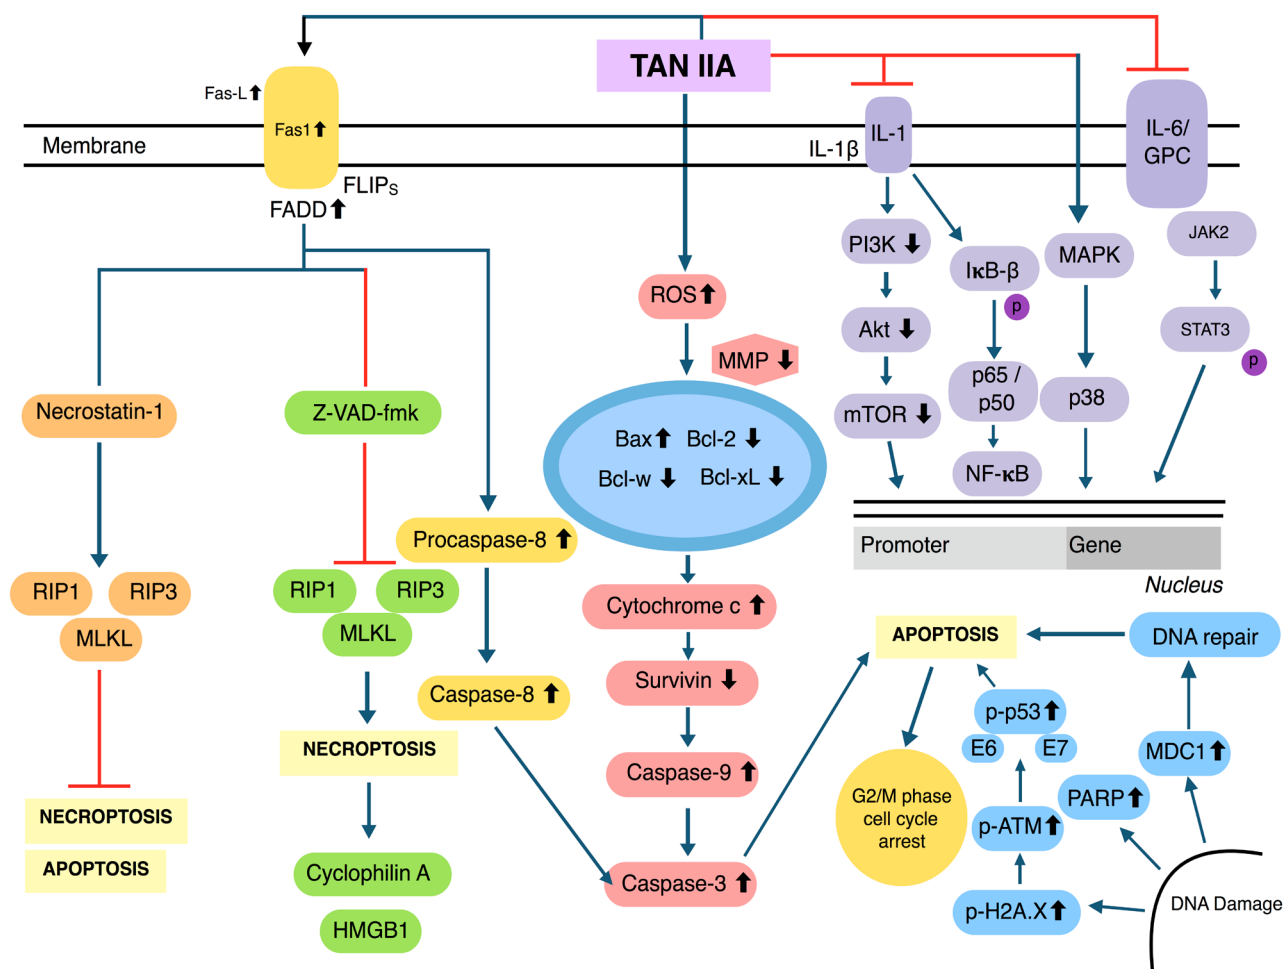 TAN IIA
Fas-L
Fas1
Membrane
FLIPS
FADD
IL-1β
IL-1
IL-6/
GPC
PI3K
IκB-β
p
MAPK
JAK2
ROS
MMP
Akt
STAT3
p
p65 /
p50
p38
mTOR
NF-κB
Necrostatin-1
Z-VAD-fmk
Bax
Bcl-2
Bcl-w
Bcl-xL
Procaspase-8
Promoter
Gene
Nucleus
RIP1
RIP3
MLKL
RIP1
RIP3
MLKL
Cytochrome c
Survivin
Caspase-8
Caspase-9
Caspase-3
NECROPTOSIS
Cyclophilin A
HMGB1
NECROPTOSIS
APOPTOSIS
APOPTOSIS
DNA repair
p-p53
E6
E7
MDC1
G2/M phase
cell cycle
arrest
PARP
p-ATM
p-H2A.X
DNA Damage